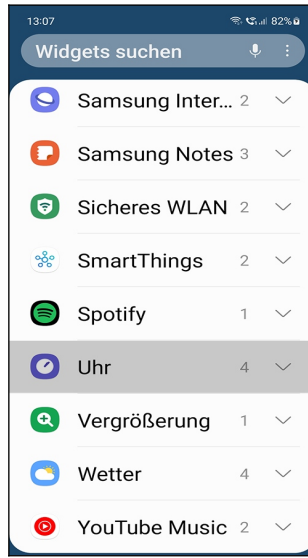 13:07 82%
Widgets suchen
Samsung Inter... 2
Samsung Notes 3
Sicheres WLAN 2
SmartThings 2
Spotify 1
Uhr 4
Vergrößerung 1
Wetter 4
YouTube Music 2